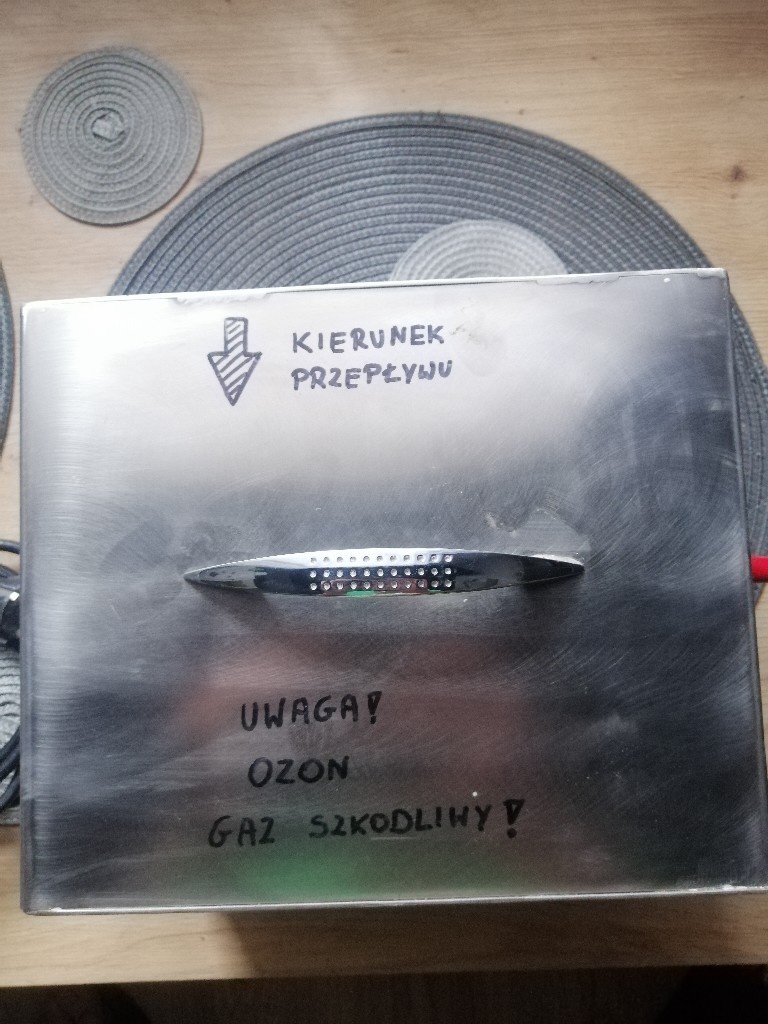 KIERUNEK
PRZEPŁYWU
UWAGA!
OZON
GAZ SZKODLIWY!